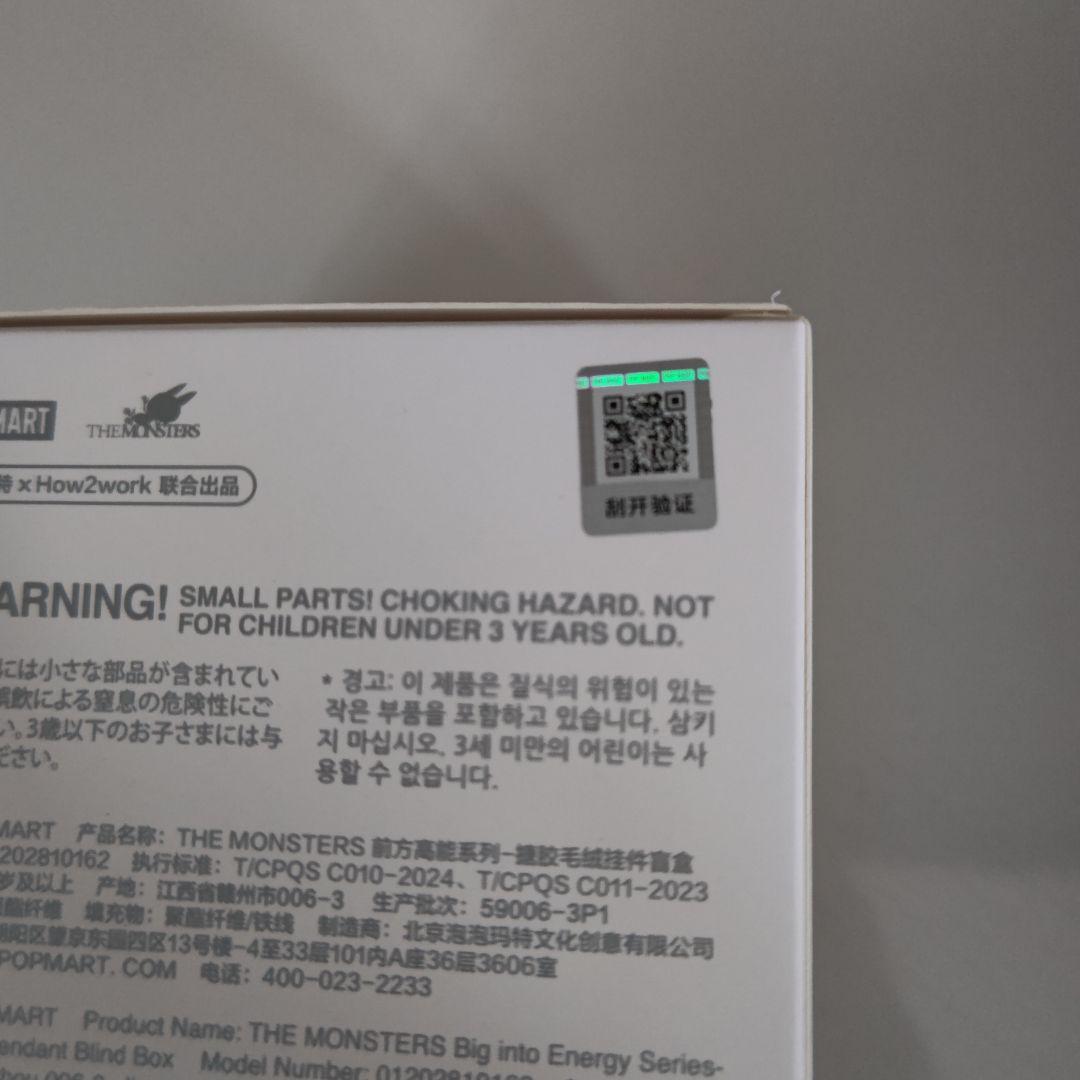 MART THE MONSTERS
特×How2work 联合出品
刮开验证
ARNING! SMALL PARTS! CHOKING HAZARD. NOT
FOR CHILDREN UNDER 3 YEARS OLD.
には小さな部品が含まれてい
誤飲による窒息の危険性にご
い。3歳以下のお子さまには与
ださい。
* 경고: 이 제품은 질식의 위험이 있는
작은 부품을 포함하고 있습니다. 삼키
지 마십시오. 3세 미만의 어린이는 사
용할 수 없습니다.
MART 产品名称: THE MONSTERS 前方高能系列-搪胶毛绒挂件盲盒
202810162 执行标准: T/CPQS C010-2024、T/CPQS C011-2023
岁及以上 产地: 江西省赣州市006-3 生产批次: 59006-3P1
聚酯纤维 填充物: 聚酯纤维/铁线 制造商: 北京泡泡玛特文化创意有限公司
朝阳区望京东园四区13号楼-4至33层101内A座36层3606室
POPMART. COM 电话: 400-023-2233
MART Product Name: THE MONSTERS Big into Energy Series-
endant Blind Box Model Number: